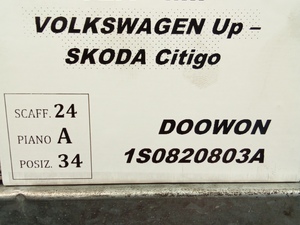 VOLKSWAGEN Up –
SKODA Citigo
SCAFF. 24
PIANO A
POSIZ. 34
DOOWON
1S0820803A